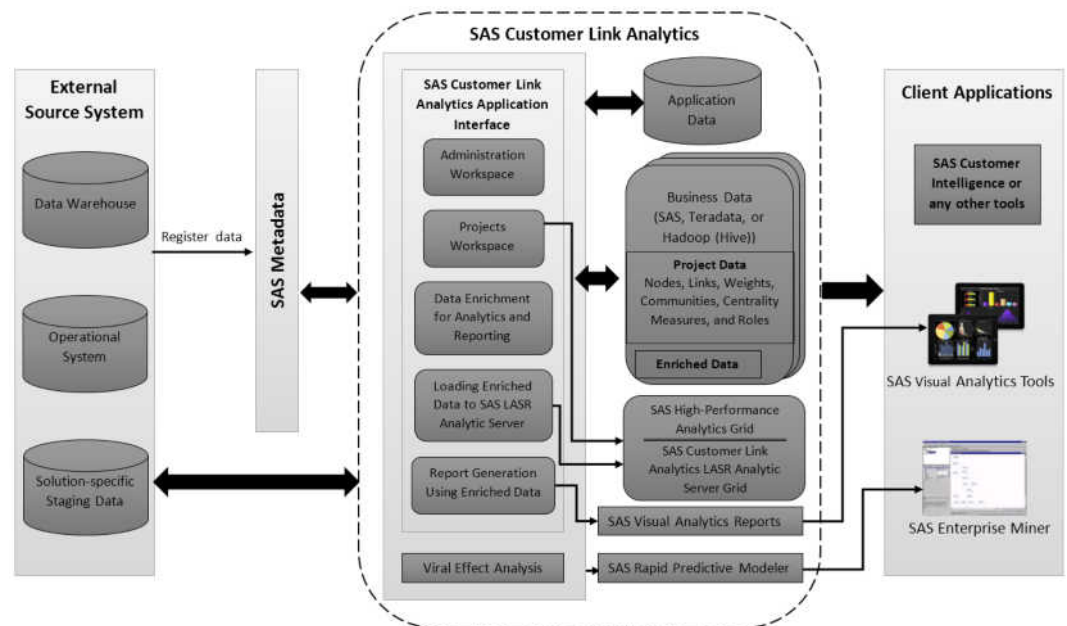 SAS Customer Link Analytics
External
Source System
Data Warehouse
Operational
System
Solution-specific
Staging Data
Register data
SAS Metadata
SAS Customer Link
Analytics Application
Interface
Administration
Workspace
Projects
Workspace
Data Enrichment
for Analytics and
Reporting
Loading Enriched
Data to SAS LASR
Analytic Server
Report Generation
Using Enriched Data
Viral Effect Analysis
Application
Data
Business Data
(SAS, Teradata, or
Hadoop (Hive))
Project Data
Nodes, Links, Weights,
Communities, Centrality
Measures, and Roles
Enriched Data
SAS High-Performance
Analytics Grid
SAS Customer Link
Analytics LASR Analytic
Server Grid
SAS Visual Analytics Reports
SAS Rapid Predictive Modeler
Client Applications
SAS Customer
Intelligence or
any other tools
SAS Visual Analytics Tools
SAS Enterprise Miner